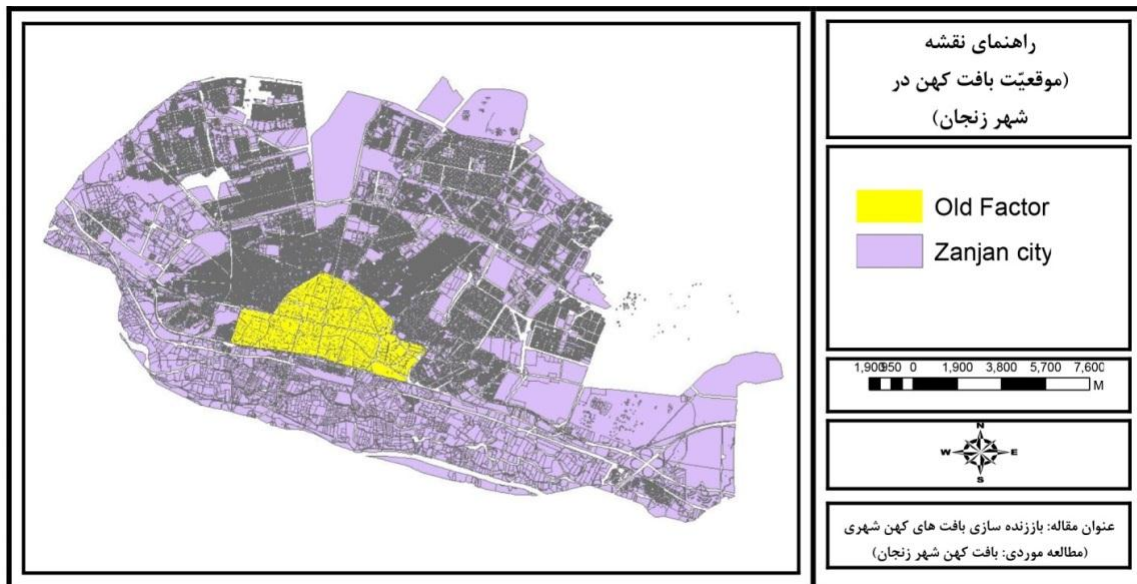 راهنمای نقشه
(موقعیّت بافت کهن در
شهر زنجان)
Old Factor
Zanjan city
1,900 950 0 1,900 3,800 5,700 7,600
M
N
W E
S
عنوان مقاله: باززنده سازی بافت های کهن شهری
(مطالعه موردی: بافت کهن شهر زنجان)